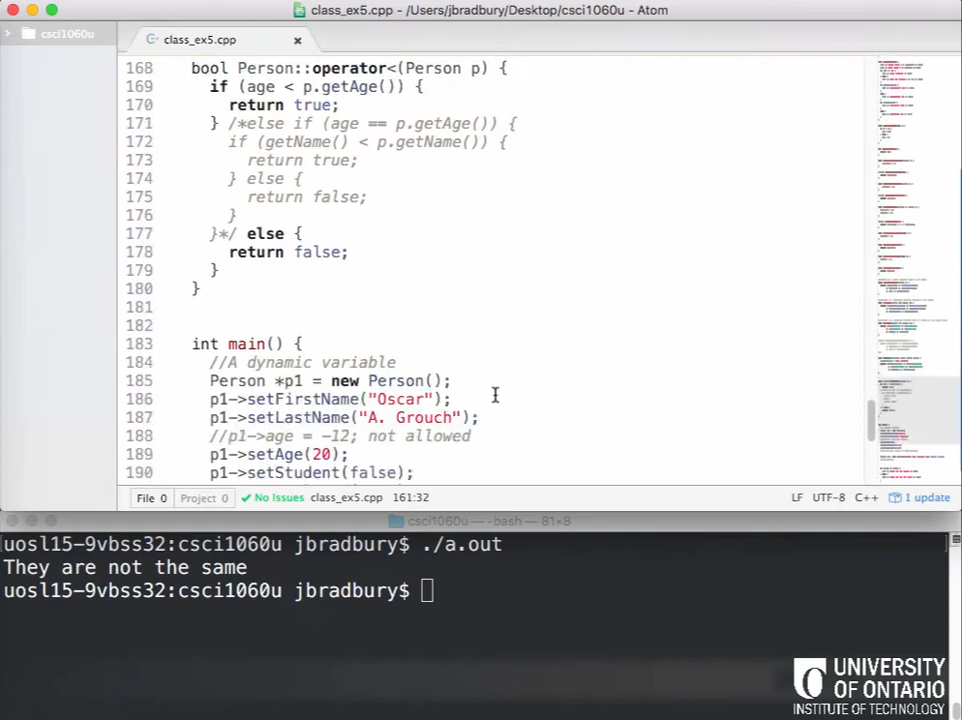 class_ex5.cpp - /Users/jbradbury/Desktop/csci1060u - Atom
csci1060u
class_ex5.cpp
168 bool Person::operator<(Person p) {
169 if (age < p.getAge()) {
170 return true;
171 } /*else if (age == p.getAge()) {
172 if (getName() < p.getName()) {
173 return true;
174 } else {
175 return false;
176 }
177 }*/ else {
178 return false;
179 }
180 }
181
182
183 int main() {
184 //A dynamic variable
185 Person *p1 = new Person();
186 p1->setFirstName("Oscar");
187 p1->setLastName("A. Grouch");
188 //p1->age = -12; not allowed
189 p1->setAge(20);
190 p1->setStudent(false);
File 0 Project 0 No Issues class_ex5.cpp 161:32 LF UTF-8 C++ 1 update
csci1060u — -bash — 81×8
uosl15-9vbss32:csci1060u jbradbury$ ./a.out
They are not the same
uosl15-9vbss32:csci1060u jbradbury$
UNIVERSITY
OF ONTARIO
INSTITUTE OF TECHNOLOGY